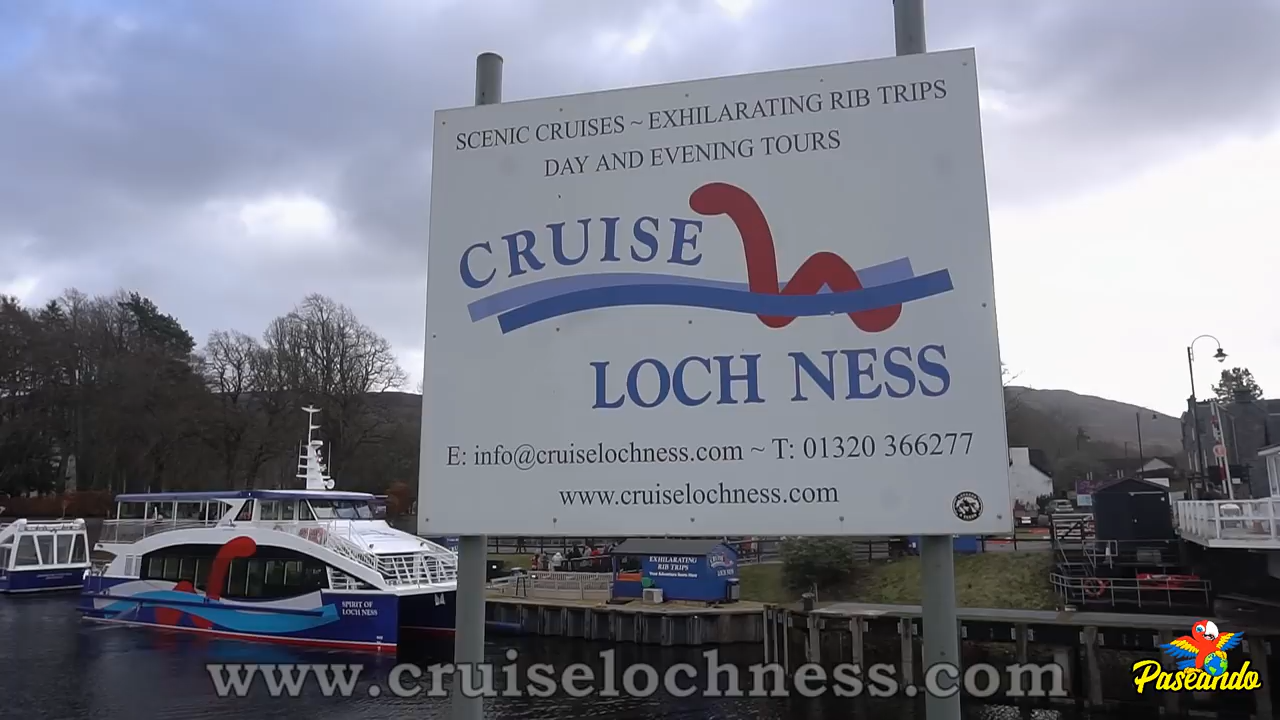 SCENIC CRUISES ~ EXHILARATING RIB TRIPS
DAY AND EVENING TOURS
CRUISE
LOCH NESS
E: info@cruiselochness.com ~ T: 01320 366277
www.cruiselochness.com
EXHILARATING
RIB TRIPS
SPIRIT OF
LOCH NESS
www.cruiselochness.com
Paseando